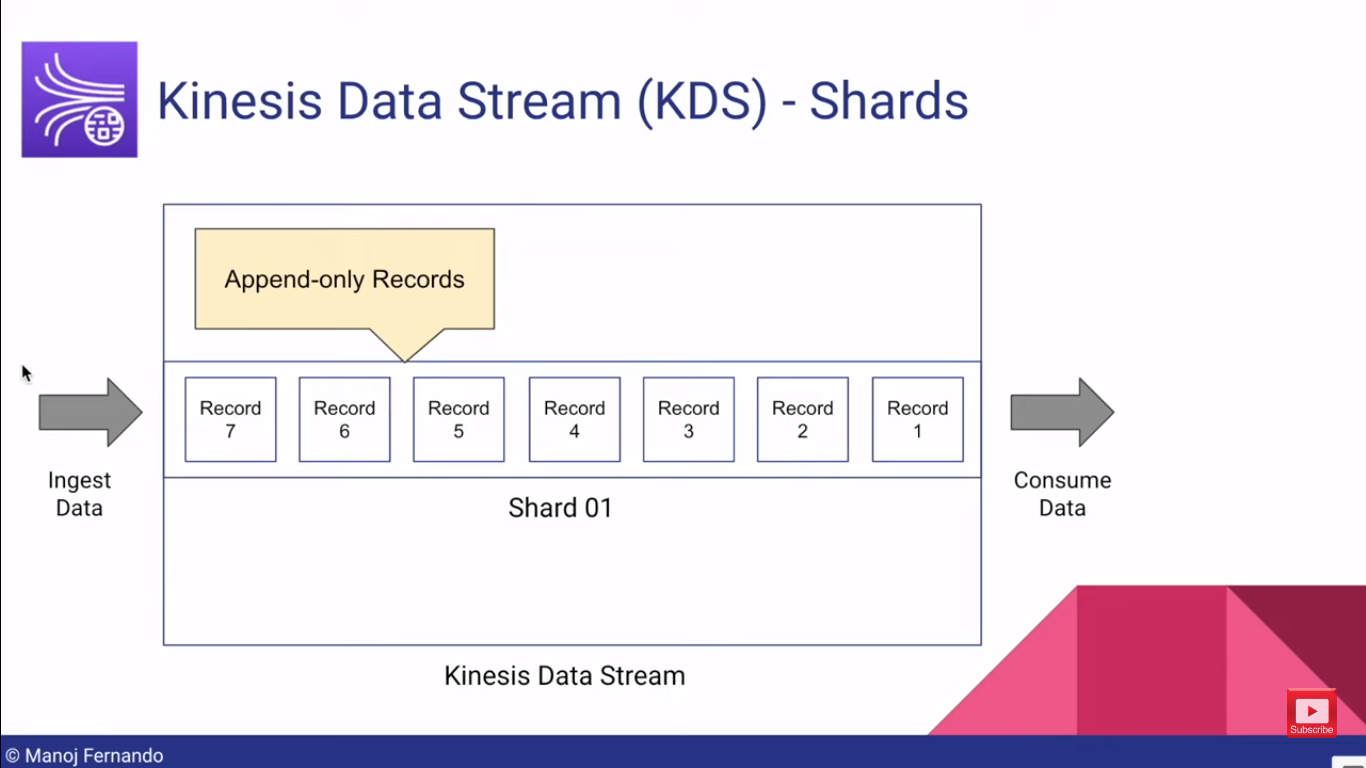 Kinesis Data Stream (KDS) - Shards
Append-only Records
Record
7
Record
6
Record
5
Record
4
Record
3
Record
2
Record
1
Ingest
Data
Consume
Data
Shard 01
Kinesis Data Stream
Subscribe
© Manoj Fernando